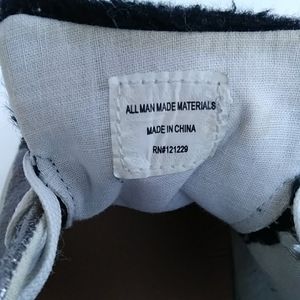 ALL MAN MADE MATERIALS
MADE IN CHINA
RN#121229